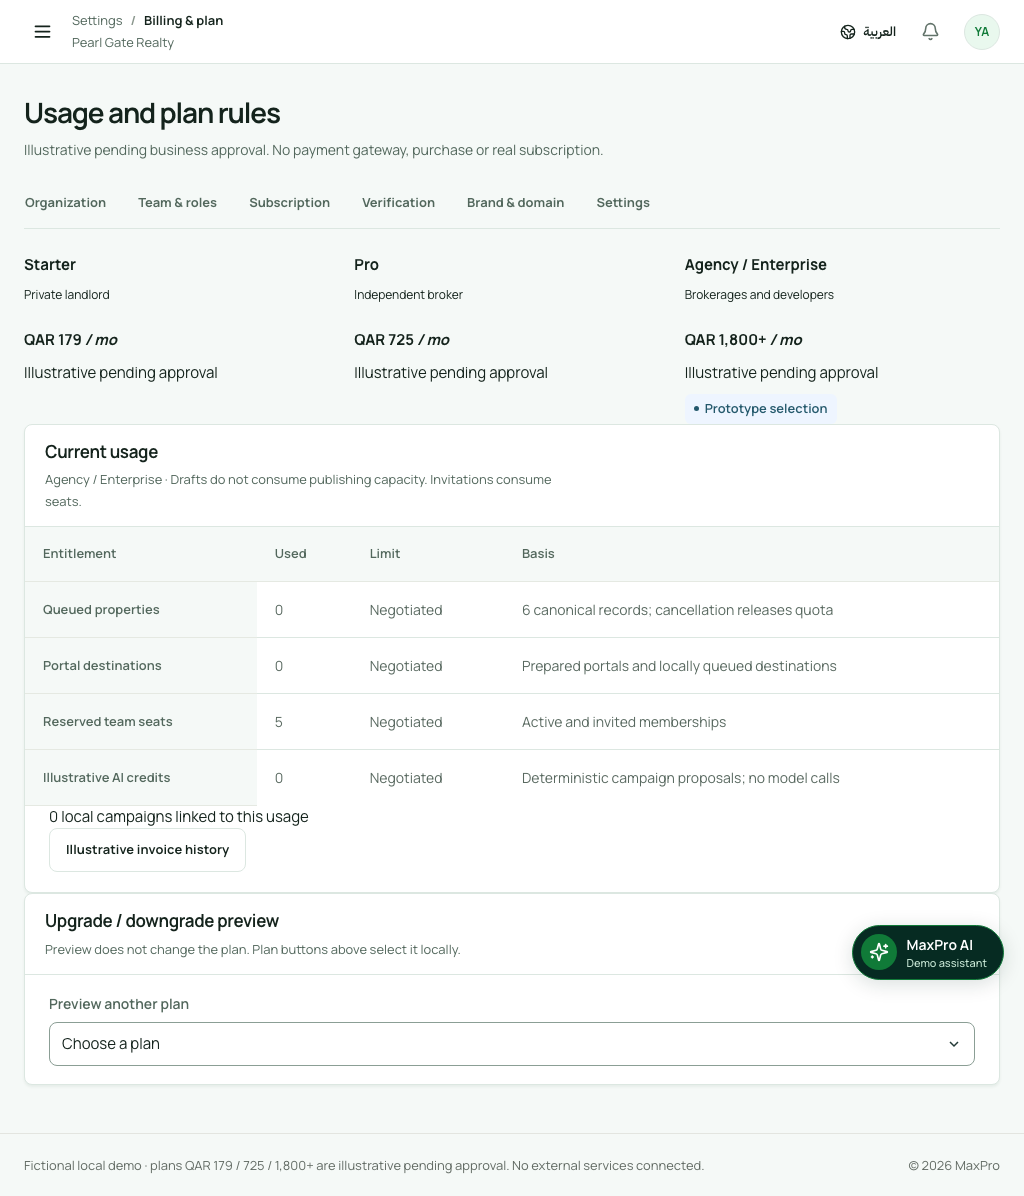 Settings / Billing & plan
Pearl Gate Realty
العربية
YA
Usage and plan rules
Illustrative pending business approval. No payment gateway, purchase or real subscription.
Organization Team & roles Subscription Verification Brand & domain Settings
Starter
Private landlord
QAR 179 / mo
Illustrative pending approval
Pro
Independent broker
QAR 725 / mo
Illustrative pending approval
Agency / Enterprise
Brokerages and developers
QAR 1,800+ / mo
Illustrative pending approval
Prototype selection
Current usage
Agency / Enterprise · Drafts do not consume publishing capacity. Invitations consume
seats.
Entitlement Used Limit Basis
Queued properties 0 Negotiated 6 canonical records; cancellation releases quota
Portal destinations 0 Negotiated Prepared portals and locally queued destinations
Reserved team seats 5 Negotiated Active and invited memberships
Illustrative AI credits 0 Negotiated Deterministic campaign proposals; no model calls
0 local campaigns linked to this usage
Illustrative invoice history
Upgrade / downgrade preview
Preview does not change the plan. Plan buttons above select it locally.
MaxPro AI
Demo assistant
Preview another plan
Choose a plan
Fictional local demo · plans QAR 179 / 725 / 1,800+ are illustrative pending approval. No external services connected.
© 2026 MaxPro